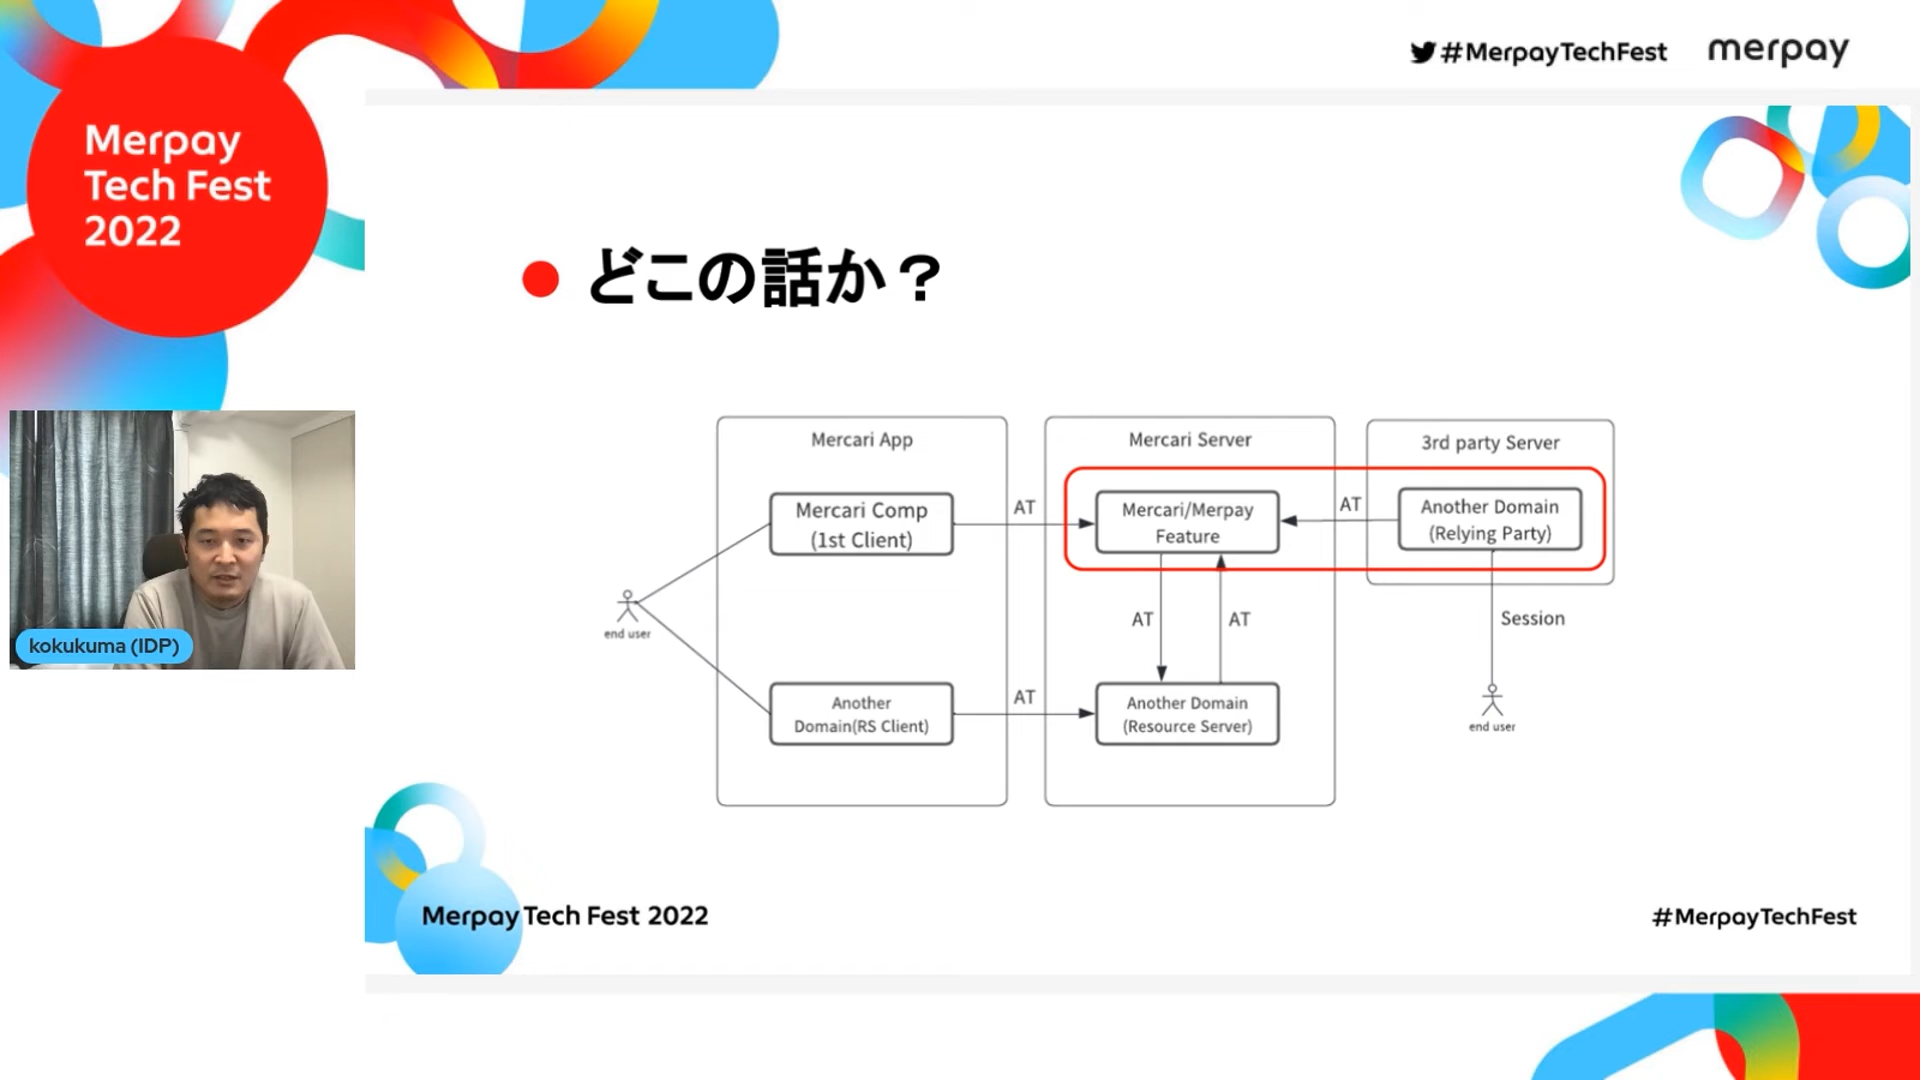 #MerpayTechFest
merpay
Merpay
Tech Fest
2022
どこの話か？
Mercari App
Mercari Server
3rd party Server
Mercari Comp
(1st Client)
AT
Mercari/Merpay
Feature
AT
Another Domain
(Relying Party)
end user
AT
AT
Session
Another
Domain(RS Client)
AT
Another Domain
(Resource Server)
end user
kokukuma (IDP)
Merpay Tech Fest 2022
#MerpayTechFest